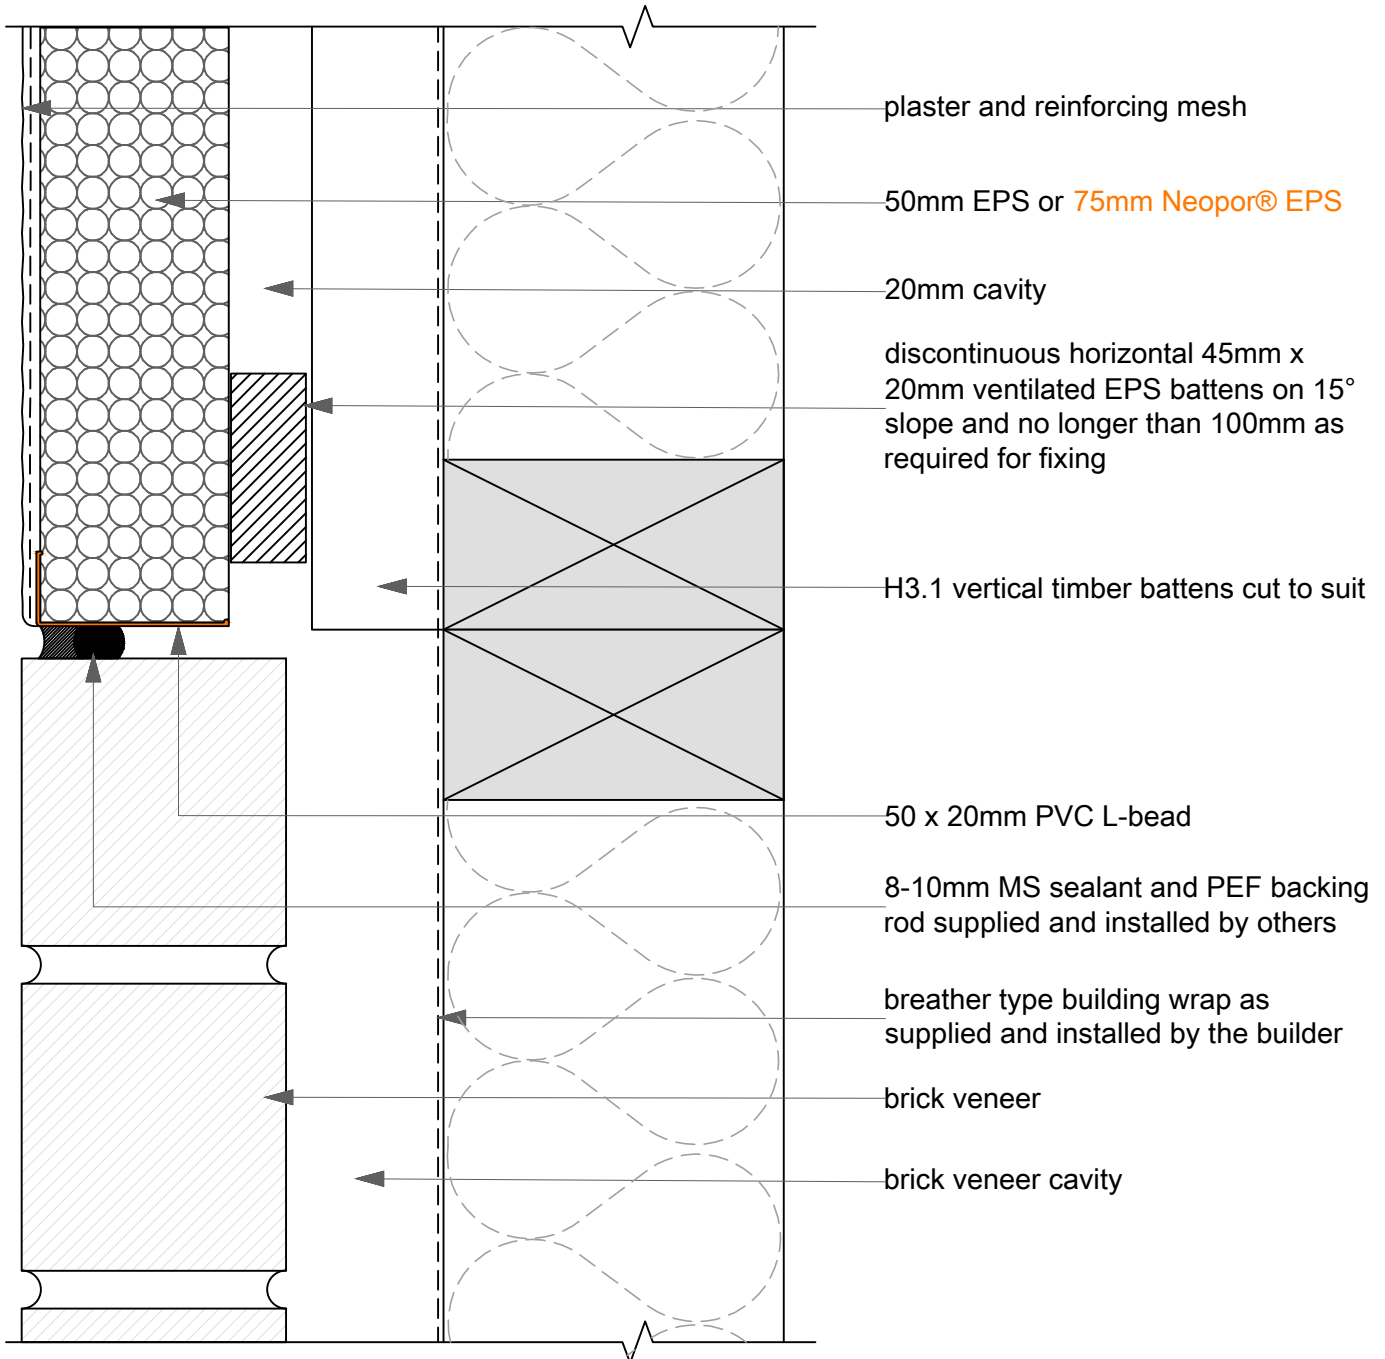 plaster and reinforcing mesh
50mm EPS or 75mm Neopor® EPS
20mm cavity
discontinuous horizontal 45mm x
20mm ventilated EPS battens on 15°
slope and no longer than 100mm as
required for fixing
H3.1 vertical timber battens cut to suit
50 x 20mm PVC L-bead
8-10mm MS sealant and PEF backing
rod supplied and installed by others
breather type building wrap as
supplied and installed by the builder
brick veneer
brick veneer cavity